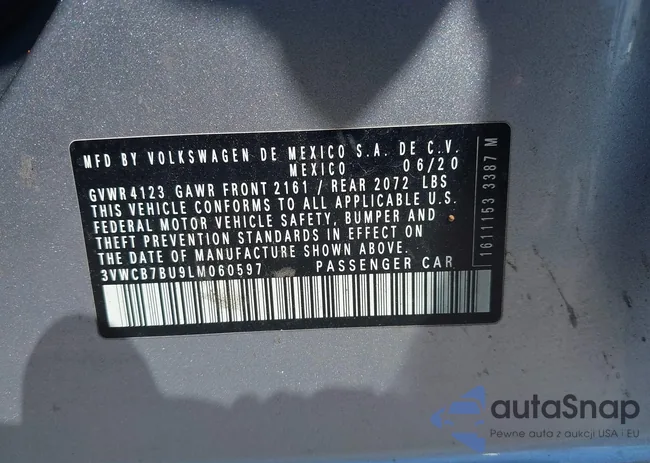 MFD BY VOLKSWAGEN DE MEXICO S.A. DE C.V.
MEXICO 06/20
GVWR 4123 GAWR FRONT 2161 / REAR 2072 LBS
THIS VEHICLE CONFORMS TO ALL APPLICABLE U.S.
FEDERAL MOTOR VEHICLE SAFETY, BUMPER AND
THEFT PREVENTION STANDARDS IN EFFECT ON
THE DATE OF MANUFACTURE SHOWN ABOVE.
3VWCB7BU9LM060597 PASSENGER CAR
1611153 3387 M
autaSnap
Pewne auta z aukcji USA i EU